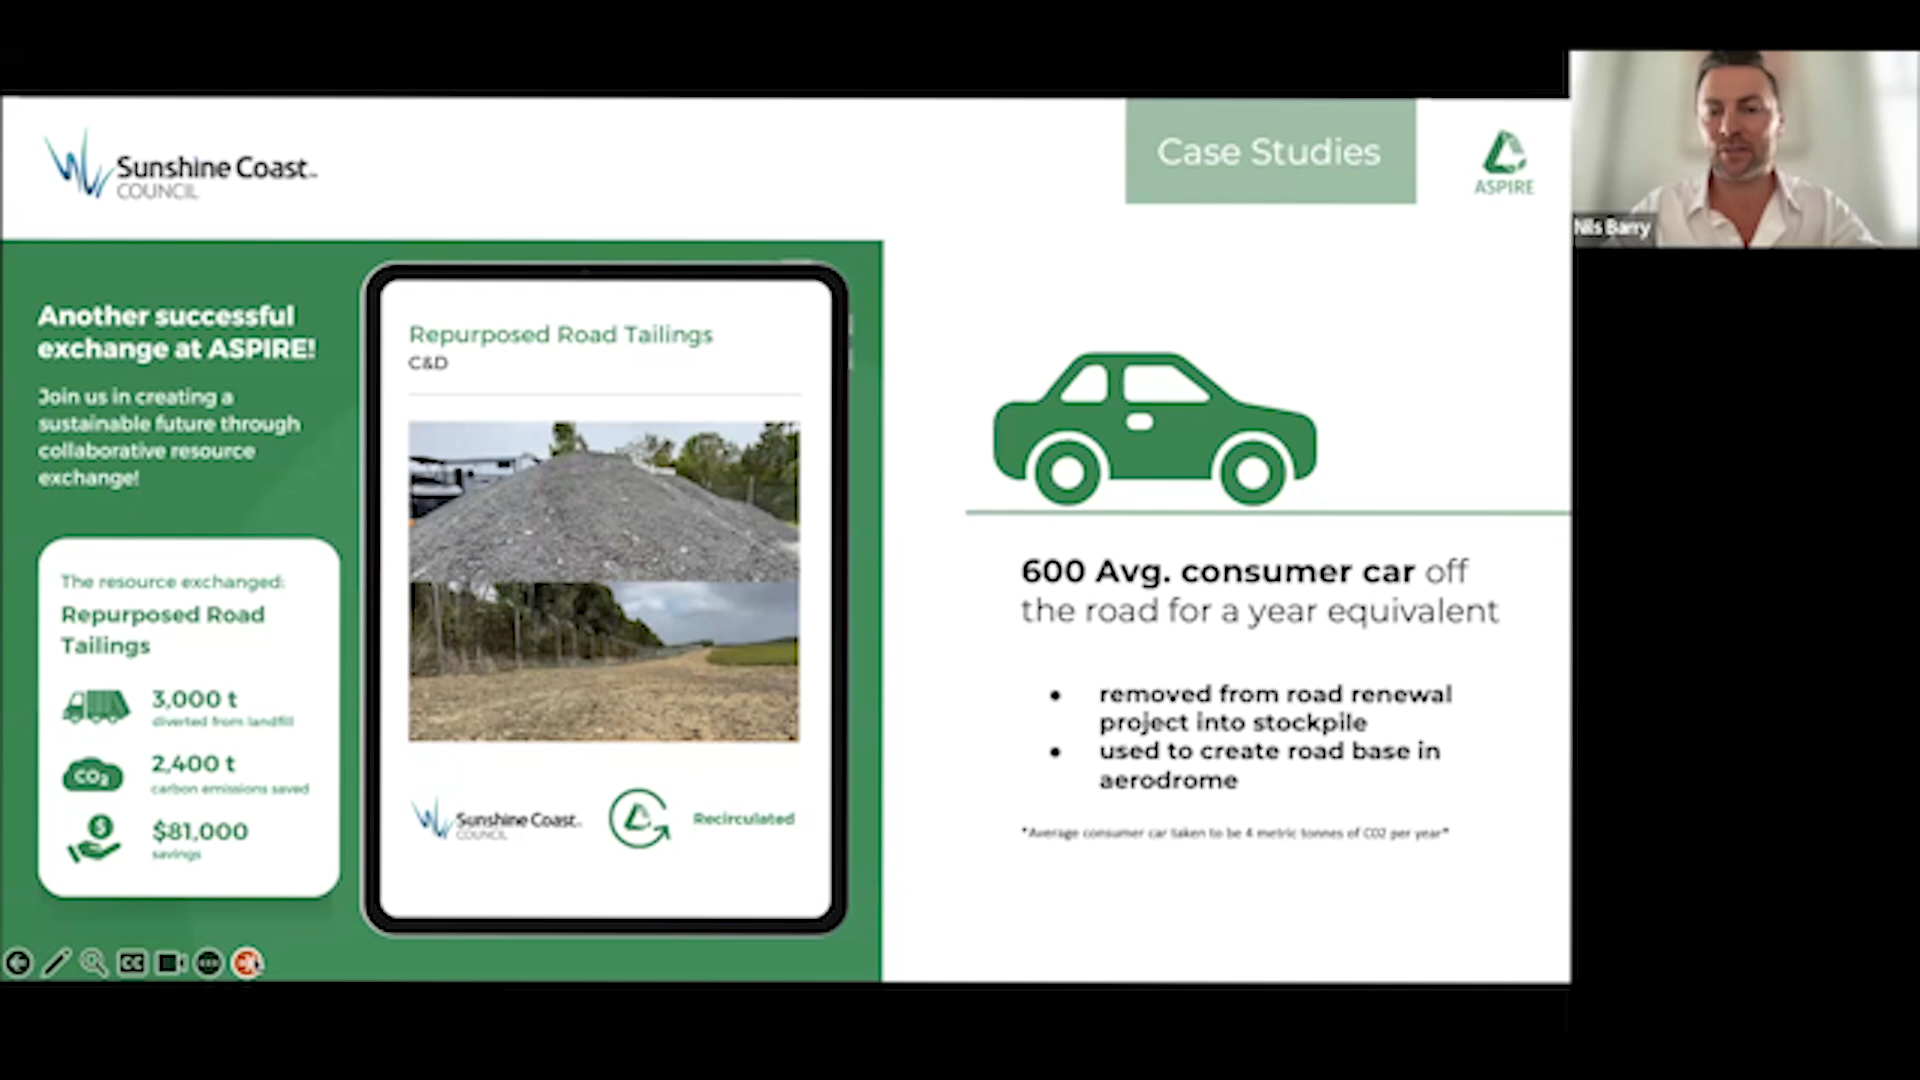 Sunshine Coast
COUNCIL
Case Studies
ASPIRE
Nils Barry
Another successful
exchange at ASPIRE!
Join us in creating a
sustainable future through
collaborative resource
exchange!
The resource exchanged:
Repurposed Road
Tailings
3,000 t
diverted from landfill
CO2
2,400 t
carbon emissions saved
$
$81,000
savings
Repurposed Road Tailings
C&D
Sunshine Coast
COUNCIL
Recirculated
600 Avg. consumer car off
the road for a year equivalent
• removed from road renewal
project into stockpile
• used to create road base in
aerodrome
*Average consumer car taken to be 4 metric tonnes of CO2 per year*
CC